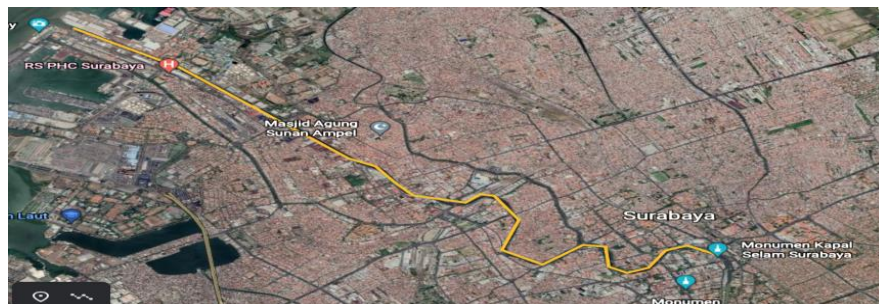 y
RS PHC Surabaya
H
Masjid Agung
Sunan Ampel
Surabaya
n Laut
Monumen Kapal
Selam Surabaya
Monumen